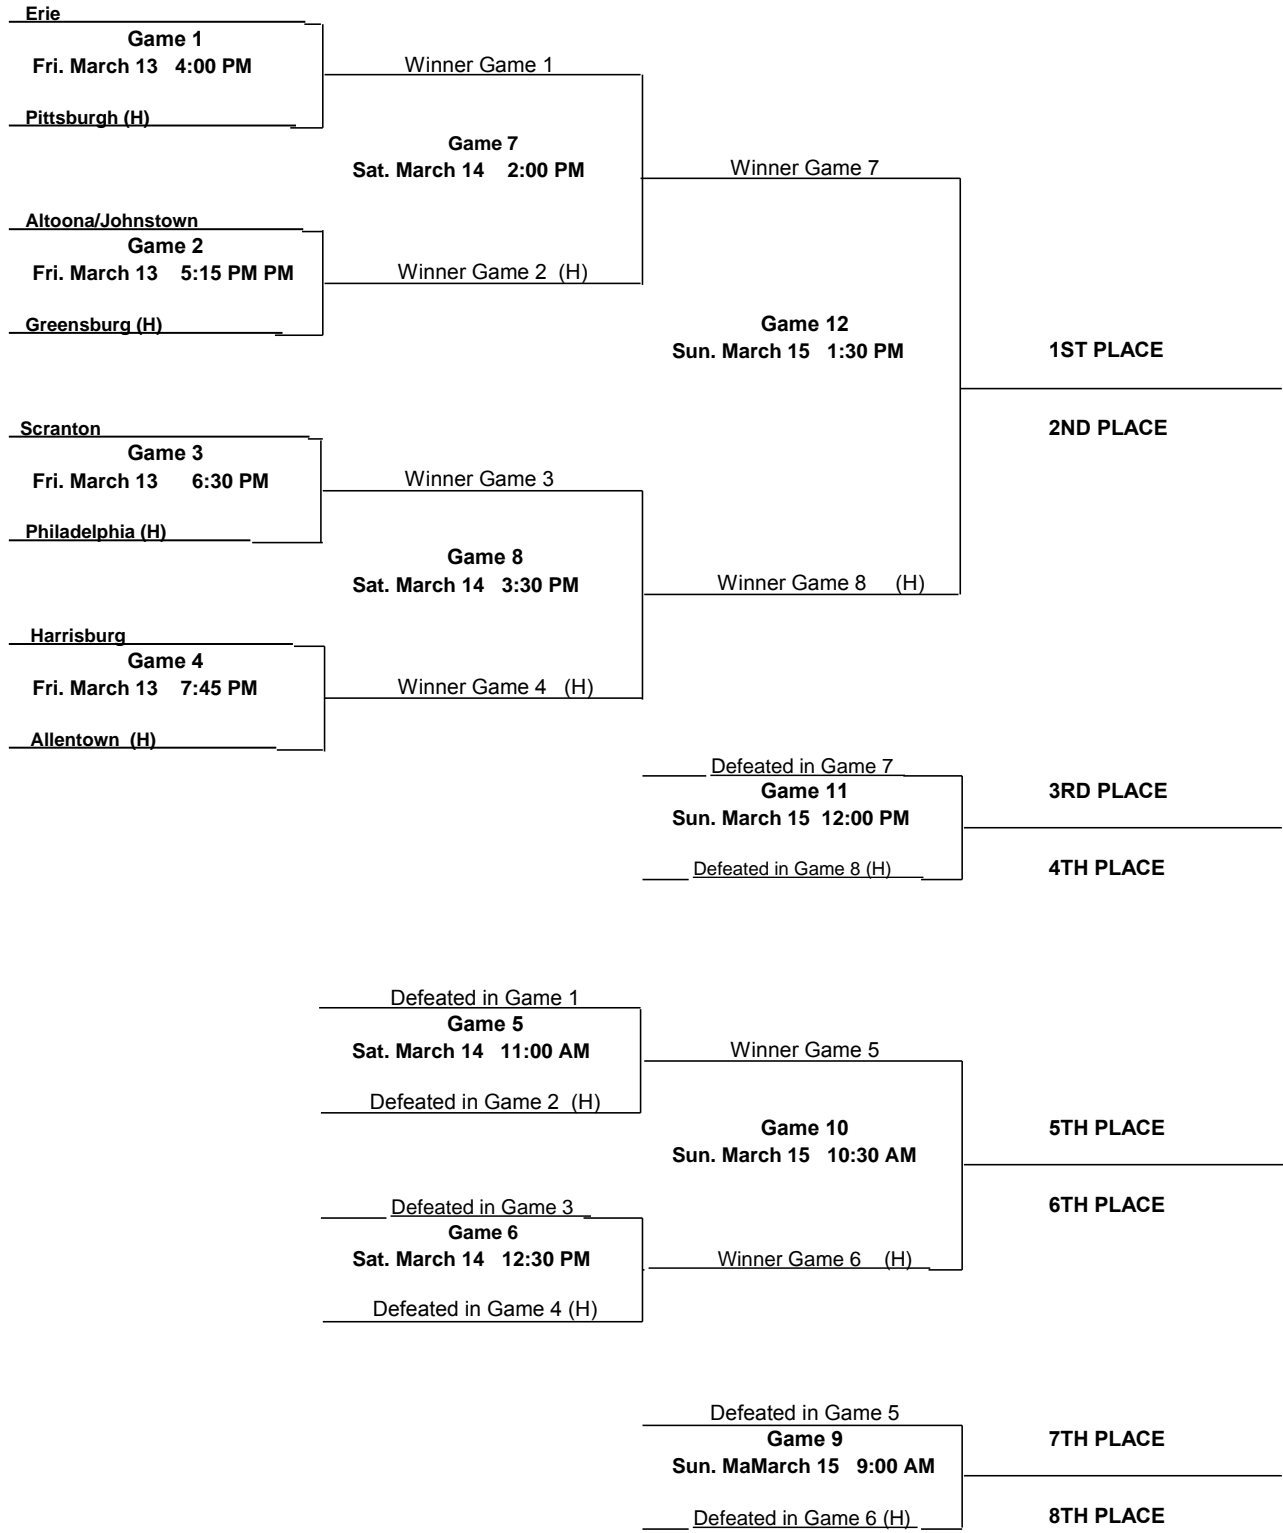 Erie
Game 1
Fri. March 13 4:00 PM
Winner Game 1
Pittsburgh (H)
Game 7
Sat. March 14 2:00 PM
Winner Game 7
Altoona/Johnstown
Game 2
Fri. March 13 5:15 PM PM
Winner Game 2 (H)
Greensburg (H)
Game 12
Sun. March 15 1:30 PM
1ST PLACE
2ND PLACE
Scranton
Game 3
Fri. March 13 6:30 PM
Winner Game 3
Philadelphia (H)
Game 8
Sat. March 14 3:30 PM
Winner Game 8 (H)
Harrisburg
Game 4
Fri. March 13 7:45 PM
Winner Game 4 (H)
Allentown (H)
Defeated in Game 7
Game 11
3RD PLACE
Sun. March 15 12:00 PM
Defeated in Game 8 (H)
4TH PLACE
Defeated in Game 1
Game 5
Sat. March 14 11:00 AM
Winner Game 5
Defeated in Game 2 (H)
Game 10
5TH PLACE
Sun. March 15 10:30 AM
Defeated in Game 3
6TH PLACE
Game 6
Sat. March 14 12:30 PM
Winner Game 6 (H)
Defeated in Game 4 (H)
Defeated in Game 5
Game 9
7TH PLACE
Sun. MaMarch 15 9:00 AM
Defeated in Game 6 (H)
8TH PLACE